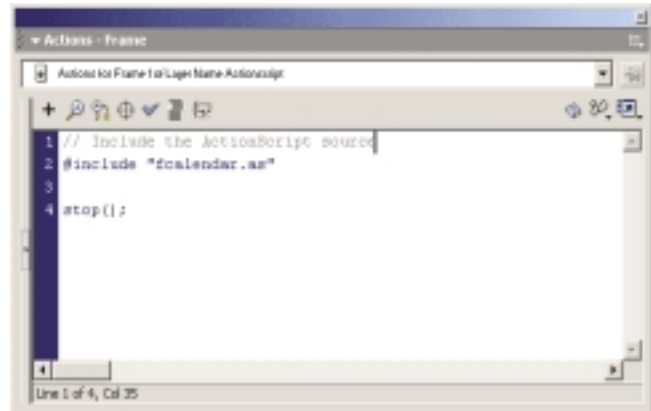 Actions - Frame
Actions for Frame 1 of Layer Name Actionscript
1 // Include the ActionScript source
2 #include "fcalendar.as"
3
4 stop();
Line 1 of 4, Col 35